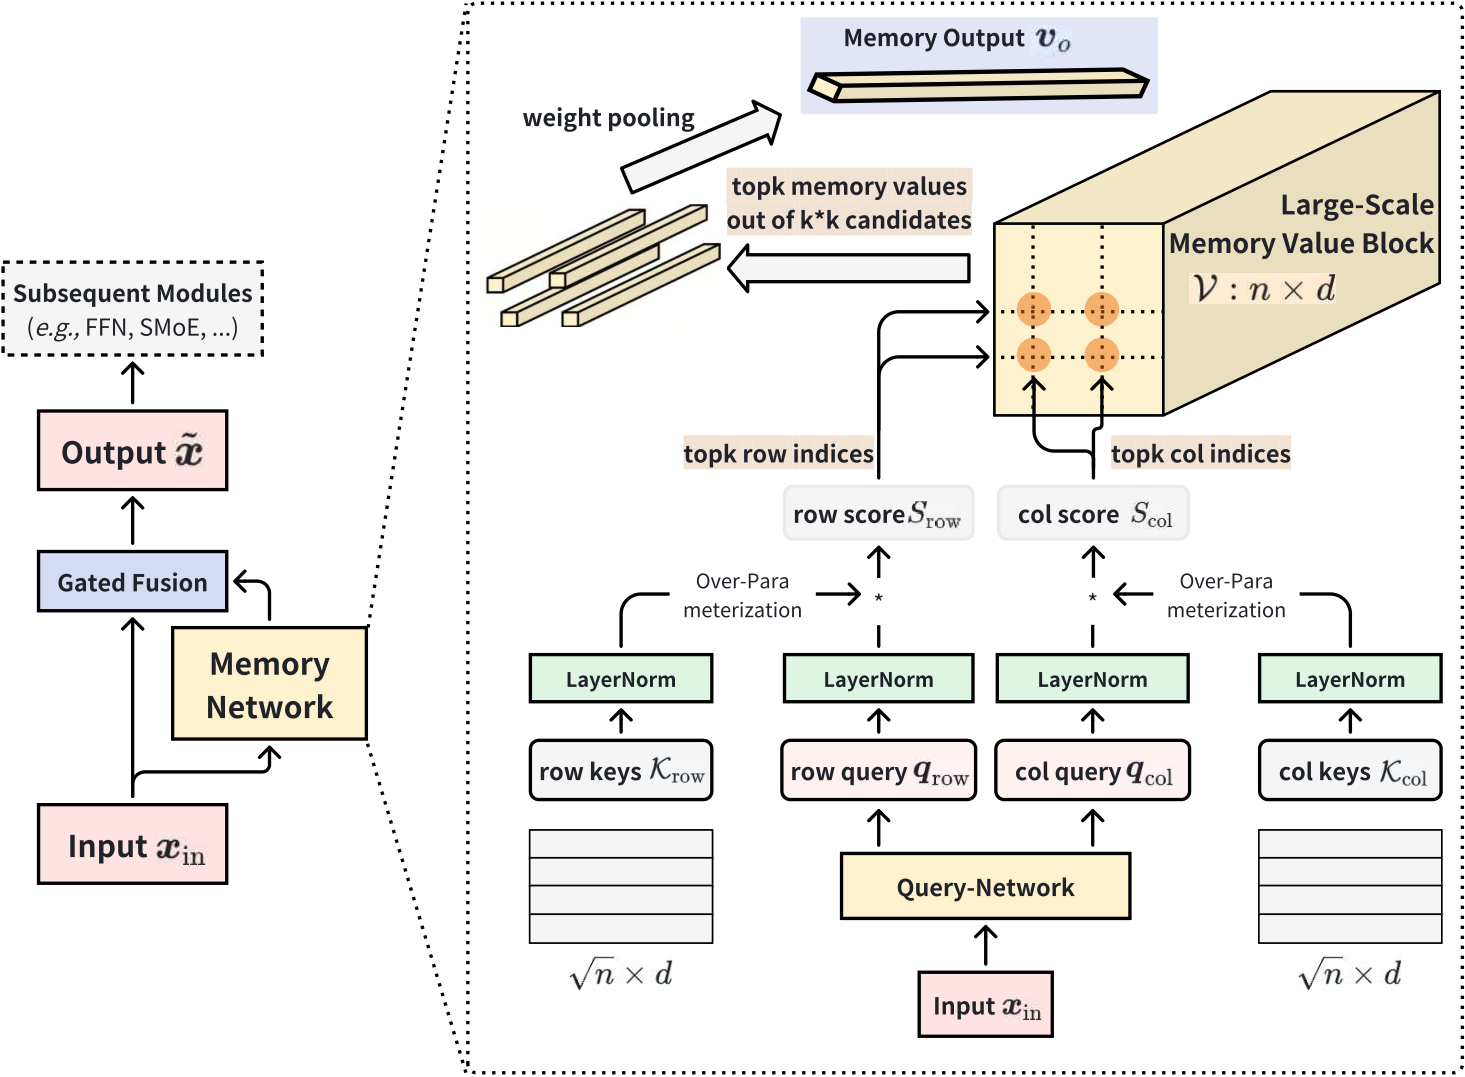 Subsequent Modules
(e.g., FFN, SMoE, ...)
Output x̃
Gated Fusion
Memory
Network
Input x_in
Memory Output v_o
weight pooling
topk memory values
out of k*k candidates
Large-Scale
Memory Value Block
𝒱 : n × d
topk row indices
topk col indices
row score S_row
col score S_col
Over-Para
meterization
*
*
Over-Para
meterization
LayerNorm
LayerNorm
LayerNorm
LayerNorm
row keys 𝒦_row
row query q_row
col query q_col
col keys 𝒦_col
Query-Network
√n × d
√n × d
Input x_in